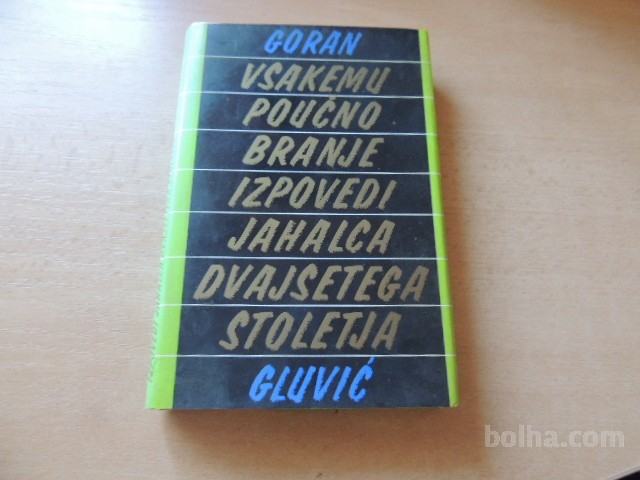 GORAN
VSAKEMU
POUČNO
BRANJE
IZPOVEDI
JAHALCA
DVAJSETEGA
STOLETJA
GLUVIĆ
bolha.com